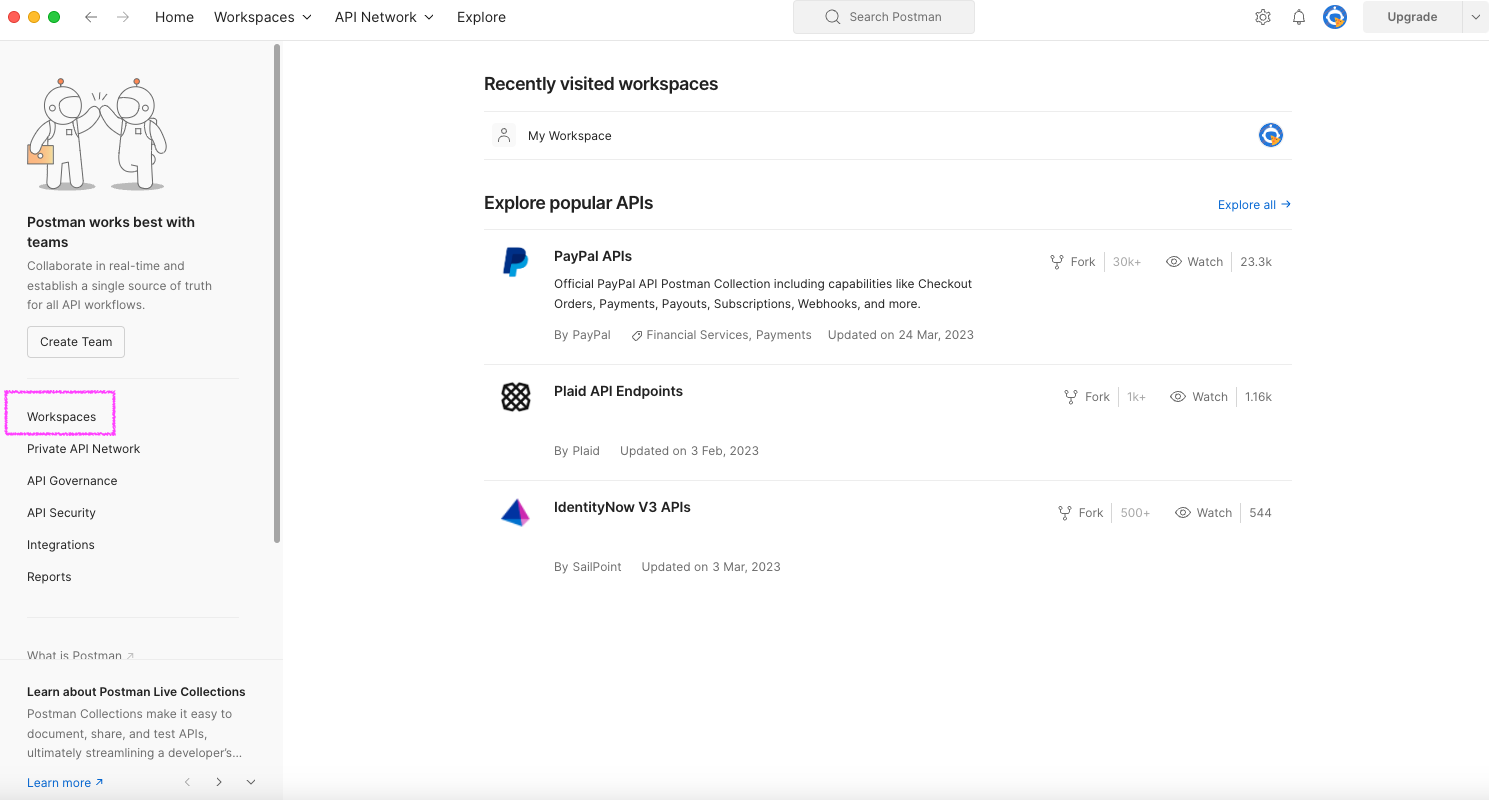 Home Workspaces API Network Explore Search Postman Upgrade
Postman works best with
teams
Collaborate in real-time and
establish a single source of truth
for all API workflows.
Create Team
Workspaces
Private API Network
API Governance
API Security
Integrations
Reports
What is Postman
Learn about Postman Live Collections
Postman Collections make it easy to
document, share, and test APIs,
ultimately streamlining a developer's...
Learn more
Recently visited workspaces
My Workspace
Explore popular APIs Explore all
PayPal APIs Fork 30k+ Watch 23.3k
Official PayPal API Postman Collection including capabilities like Checkout
Orders, Payments, Payouts, Subscriptions, Webhooks, and more.
By PayPal Financial Services, Payments Updated on 24 Mar, 2023
Plaid API Endpoints Fork 1k+ Watch 1.16k
By Plaid Updated on 3 Feb, 2023
IdentityNow V3 APIs Fork 500+ Watch 544
By SailPoint Updated on 3 Mar, 2023